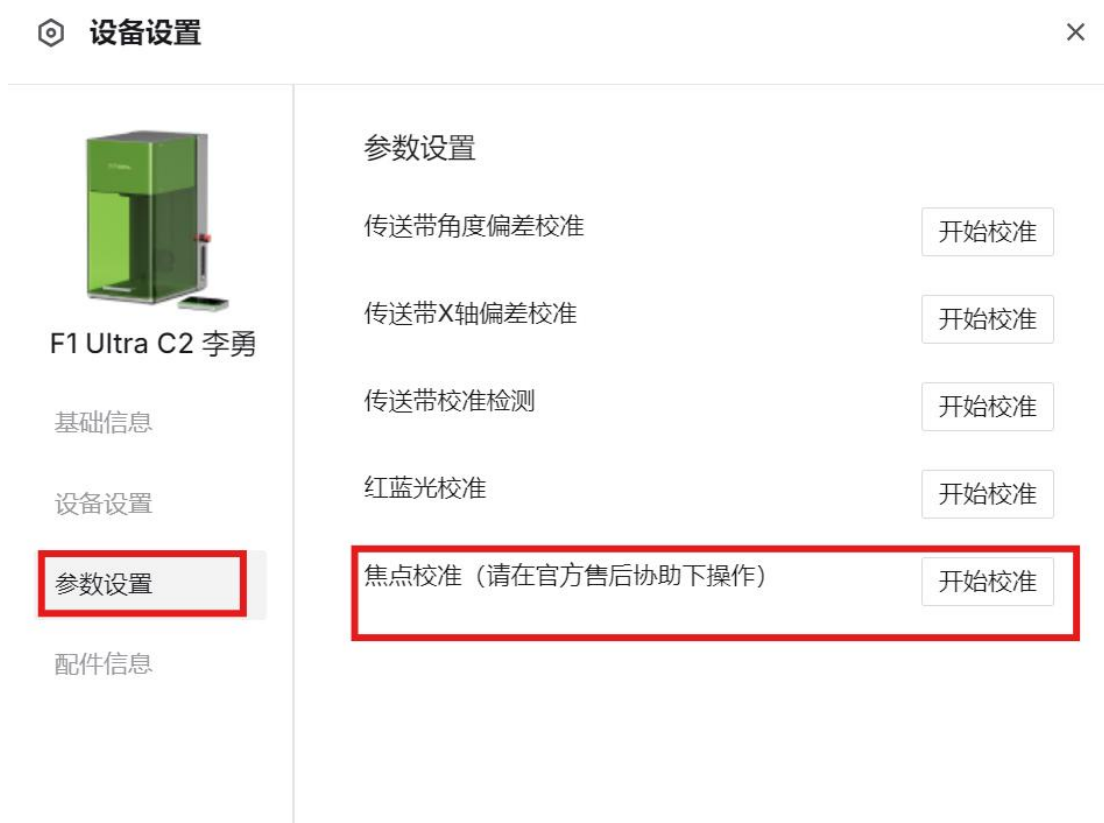 设备设置
F1 Ultra C2 李勇
基础信息
设备设置
参数设置
配件信息
参数设置
传送带角度偏差校准
开始校准
传送带X轴偏差校准
开始校准
传送带校准检测
开始校准
红蓝光校准
开始校准
焦点校准（请在官方售后协助下操作）
开始校准